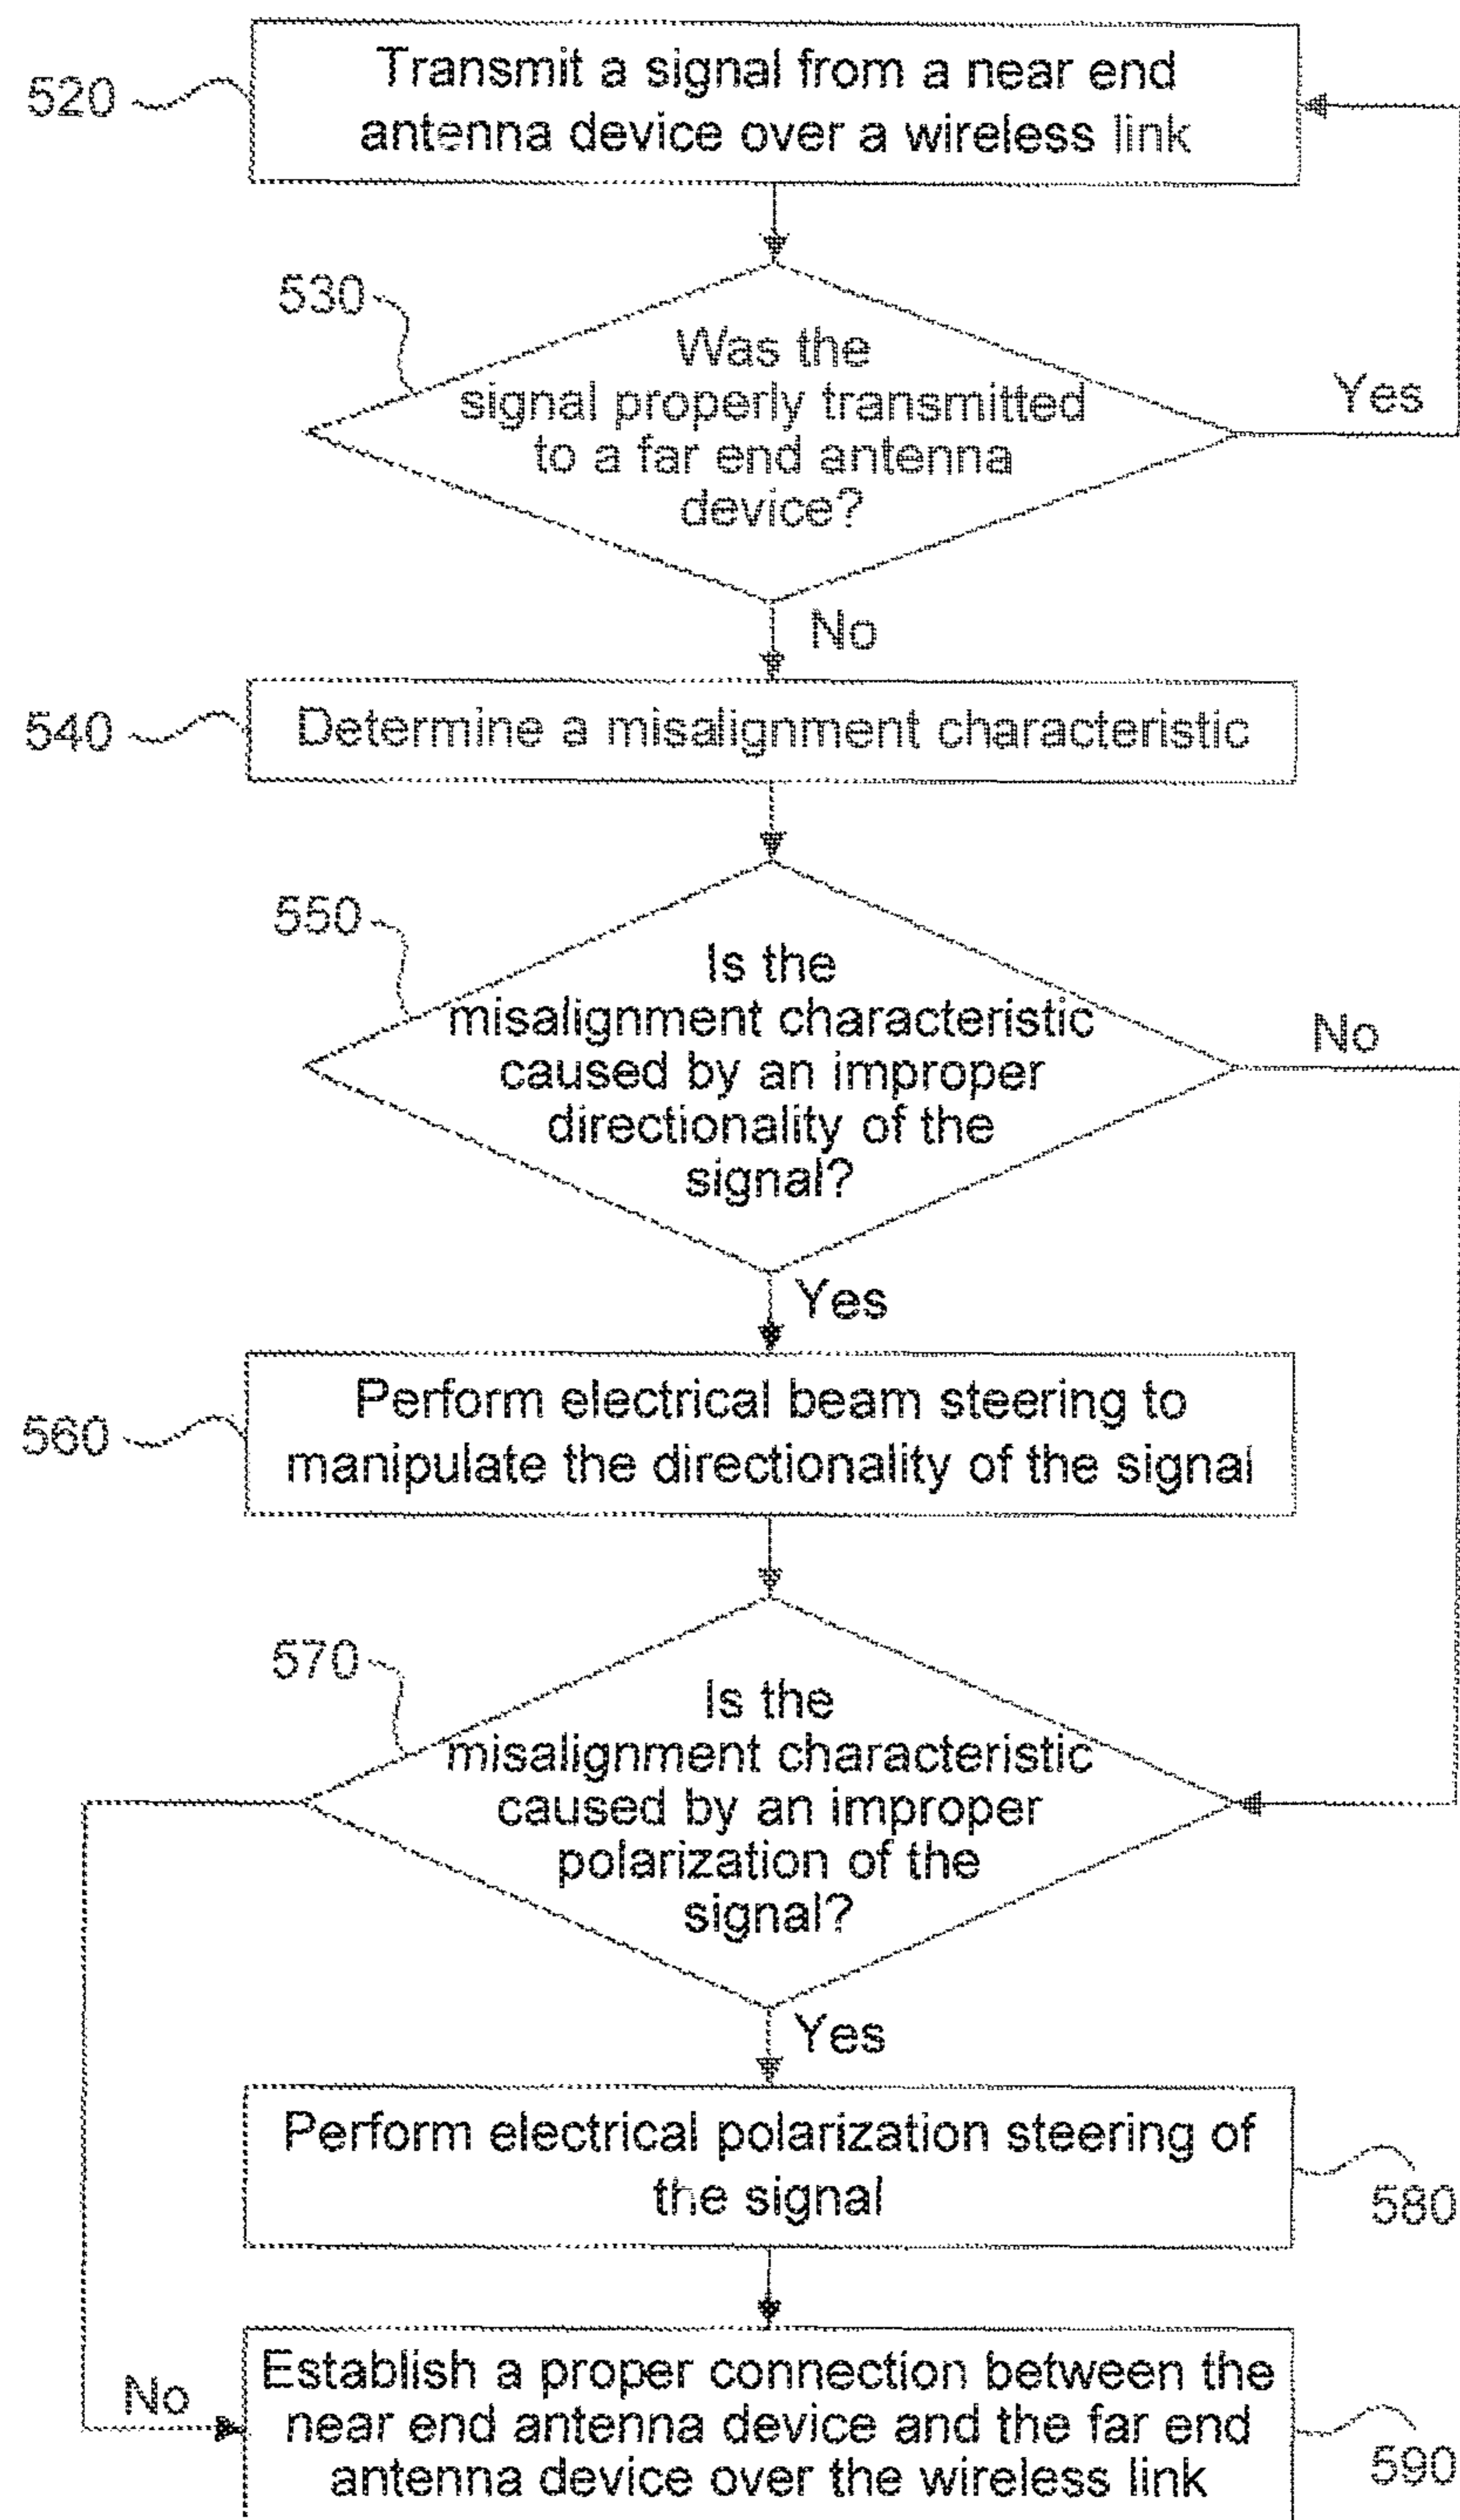 520
Transmit a signal from a near end
antenna device over a wireless link
530
Was the
signal properly transmitted
to a far end antenna
device?
Yes
No
540
Determine a misalignment characteristic
550
Is the
misalignment characteristic
caused by an improper
directionality of the
signal?
No
Yes
560
Perform electrical beam steering to
manipulate the directionality of the signal
570
Is the
misalignment characteristic
caused by an improper
polarization of the
signal?
Yes
Perform electrical polarization steering of
the signal
580
No
Establish a proper connection between the
near end antenna device and the far end
antenna device over the wireless link
590